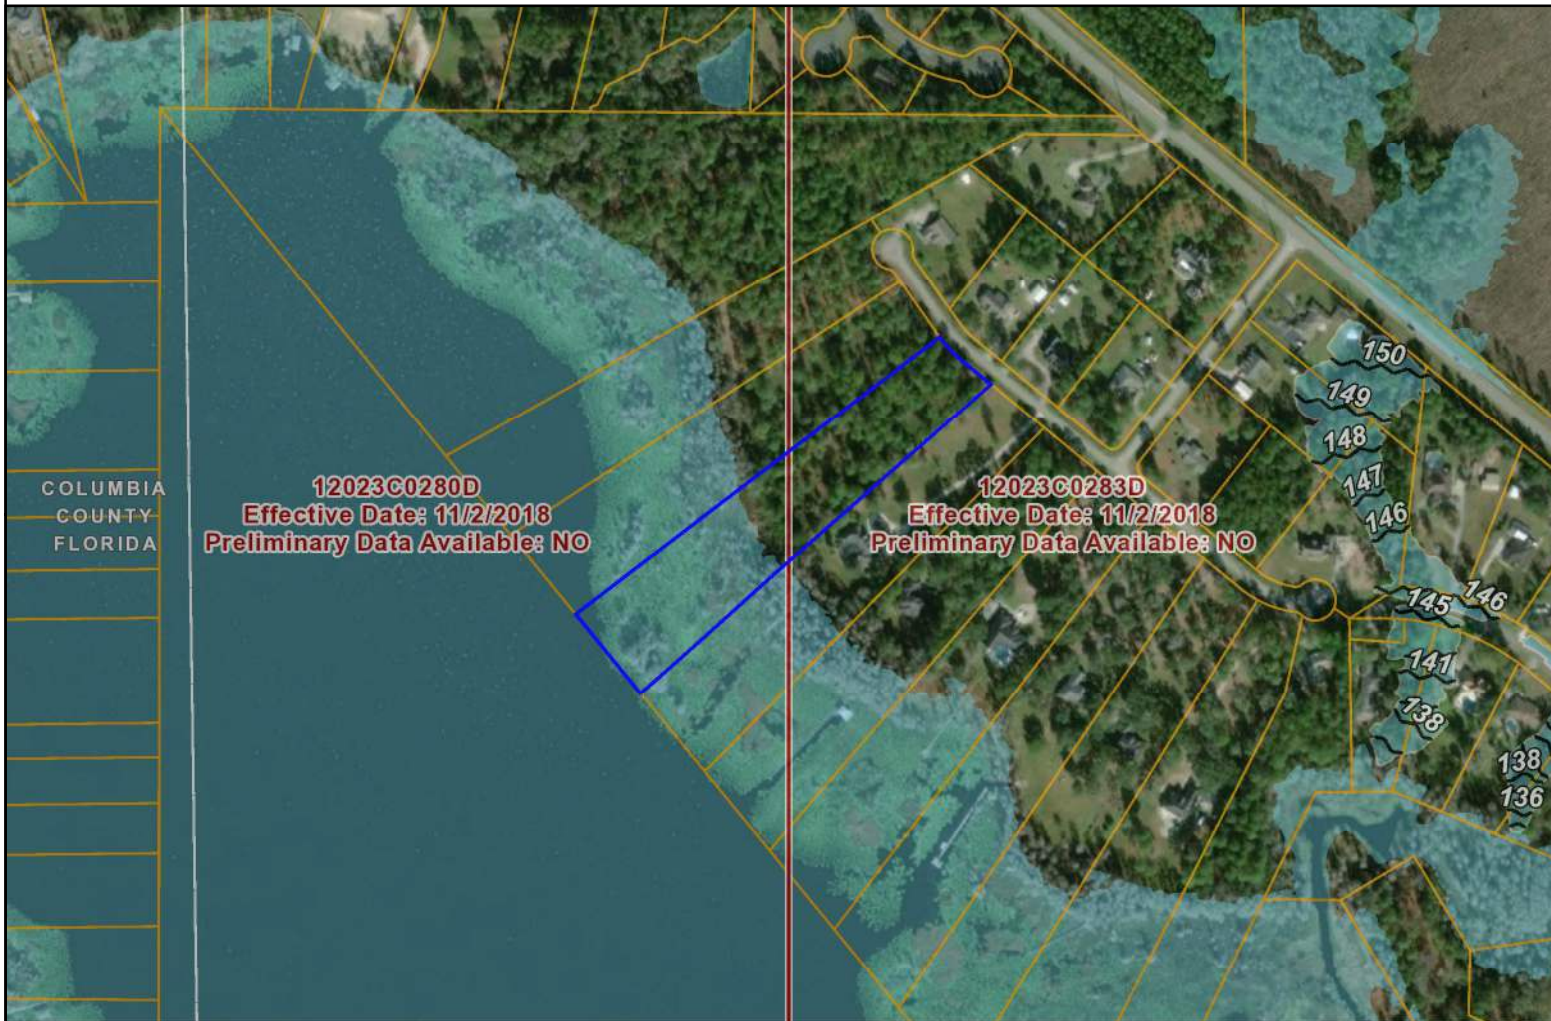 COLUMBIA
COUNTY
FLORIDA
12023C0280D
Effective Date: 11/2/2018
Preliminary Data Available: NO
12023C0283D
Effective Date: 11/2/2018
Preliminary Data Available: NO
150
149
148
147
146
145
146
141
138
138
136